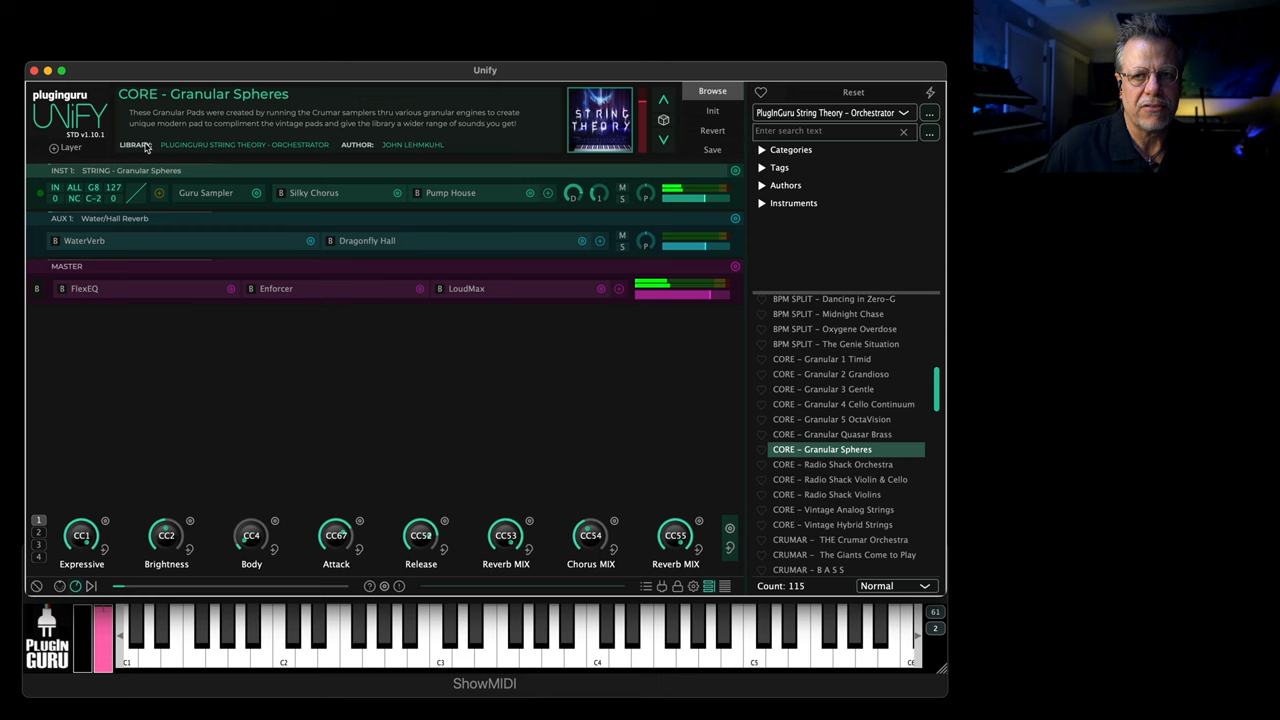 Unify
pluginguru
UNIFY
STD v1.10.1
Layer
CORE - Granular Spheres
These Granular Pads were created by running the Crumar samplers thru various granular engines to create
unique modern pad to compliment the vintage pads and give the library a wider range of sounds you get!
LIBRARY: PLUGINGURU STRING THEORY - ORCHESTRATOR AUTHOR: JOHN LEHMKUHL
STRING
THEORY
Browse
Init
Revert
Save
Reset
PlugInGuru String Theory - Orchestrator
...
Enter search text
...
Categories
Tags
Authors
Instruments
INST 1: STRING - Granular Spheres
IN ALL G8 127
0 NC C-2 0
Guru Sampler
B Silky Chorus
B Pump House
D
1
M
S
P
AUX 1: Water/Hall Reverb
B WaterVerb
B Dragonfly Hall
M
S
P
MASTER
B
B FlexEQ
B Enforcer
B LoudMax
BPM SPLIT - Dancing in Zero-G
BPM SPLIT - Midnight Chase
BPM SPLIT - Oxygene Overdose
BPM SPLIT - The Genie Situation
CORE - Granular 1 Timid
CORE - Granular 2 Grandioso
CORE - Granular 3 Gentle
CORE - Granular 4 Cello Continuum
CORE - Granular 5 OctaVision
CORE - Granular Quasar Brass
CORE - Granular Spheres
CORE - Radio Shack Orchestra
CORE - Radio Shack Violin & Cello
CORE - Radio Shack Violins
CORE - Vintage Analog Strings
CORE - Vintage Hybrid Strings
CRUMAR - THE Crumar Orchestra
CRUMAR - The Giants Come to Play
CRUMAR - B A S S
Count: 115
Normal
1
2
3
4
CC1
CC2
CC4
CC67
CC52
CC53
CC54
CC55
Expressive
Brightness
Body
Attack
Release
Reverb MIX
Chorus MIX
Reverb MIX
PLUGIN
GURU
C1
C2
C3
C4
C5
C6
61
2
ShowMIDI